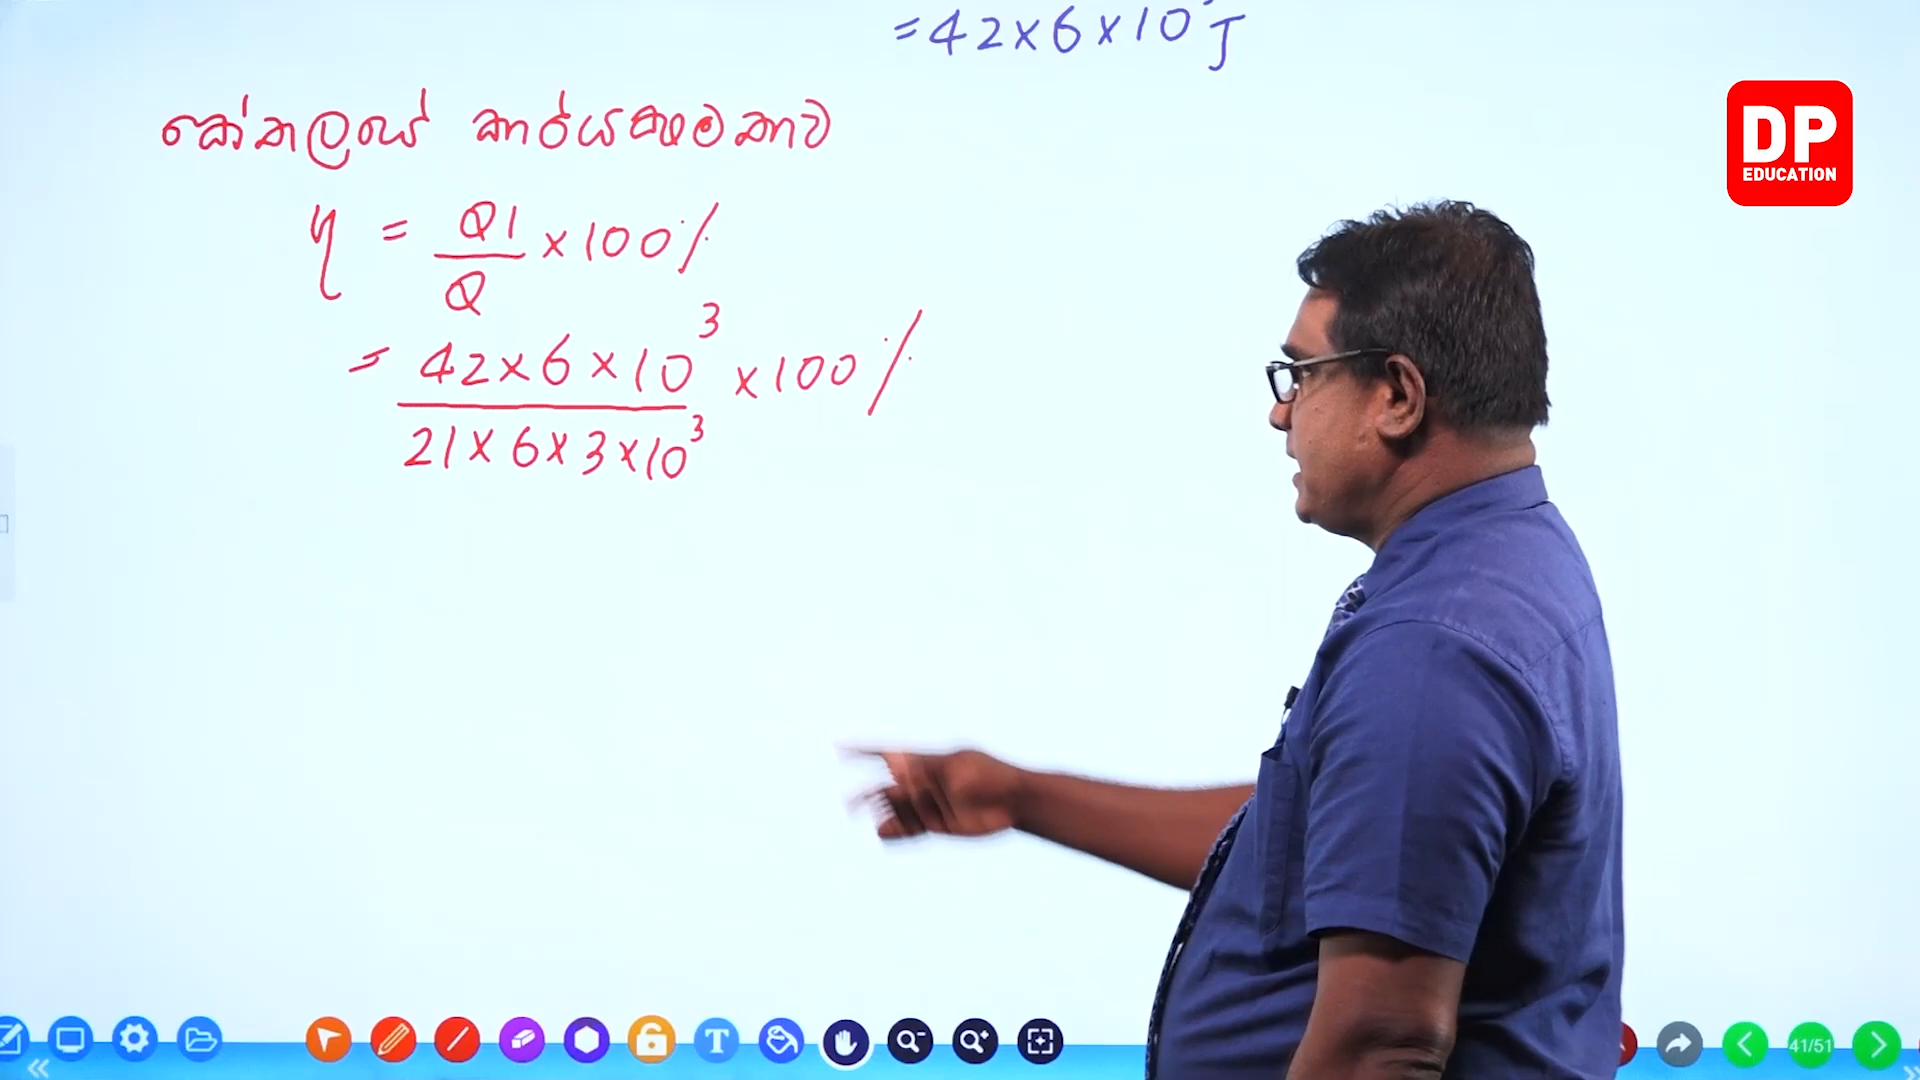 = 42 × 6 × 10 J
කේතලයේ කාර්යක්ෂමතාව
η = Q1/Q × 100 %
= 42 × 6 × 10³ / 21 × 6 × 3 × 10³ × 100 %
DP
EDUCATION
T
41/51